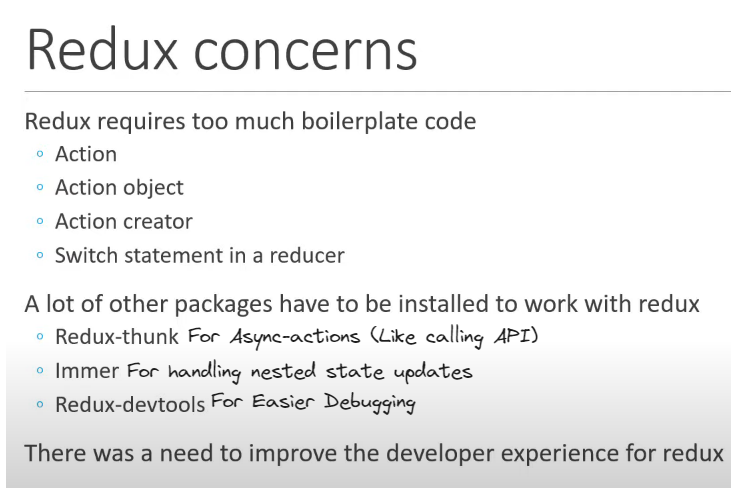 Redux concerns
Redux requires too much boilerplate code
Action
Action object
Action creator
Switch statement in a reducer
A lot of other packages have to be installed to work with redux
Redux-thunk For Async-actions (Like calling API)
Immer For handling nested state updates
Redux-devtools For Easier Debugging
There was a need to improve the developer experience for redux